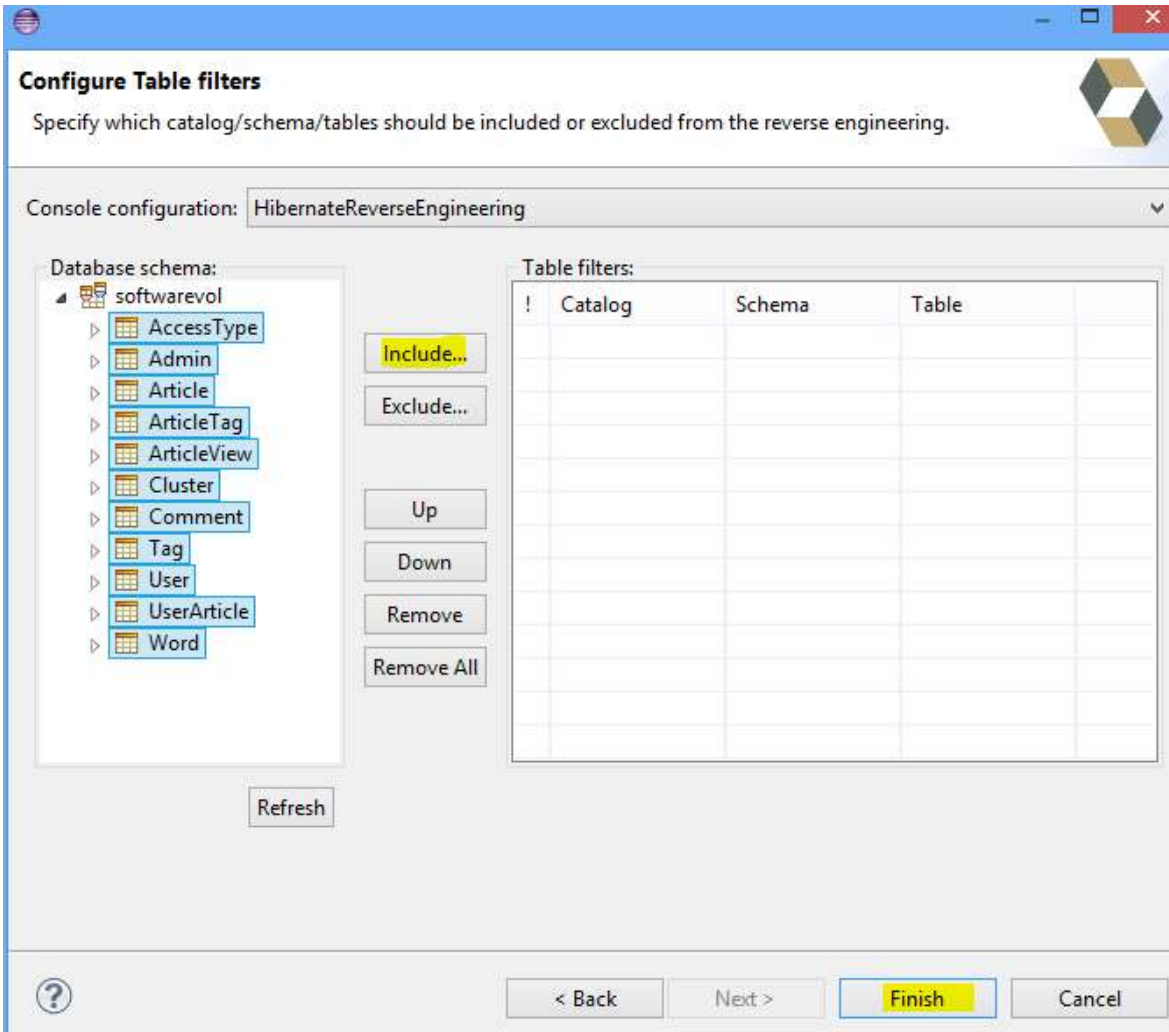 Configure Table filters
Specify which catalog/schema/tables should be included or excluded from the reverse engineering.
Console configuration: HibernateReverseEngineering
Database schema:
softwarevol
AccessType
Admin
Article
ArticleTag
ArticleView
Cluster
Comment
Tag
User
UserArticle
Word
Refresh
Include...
Exclude...
Up
Down
Remove
Remove All
Table filters:
! Catalog Schema Table
? < Back Next > Finish Cancel